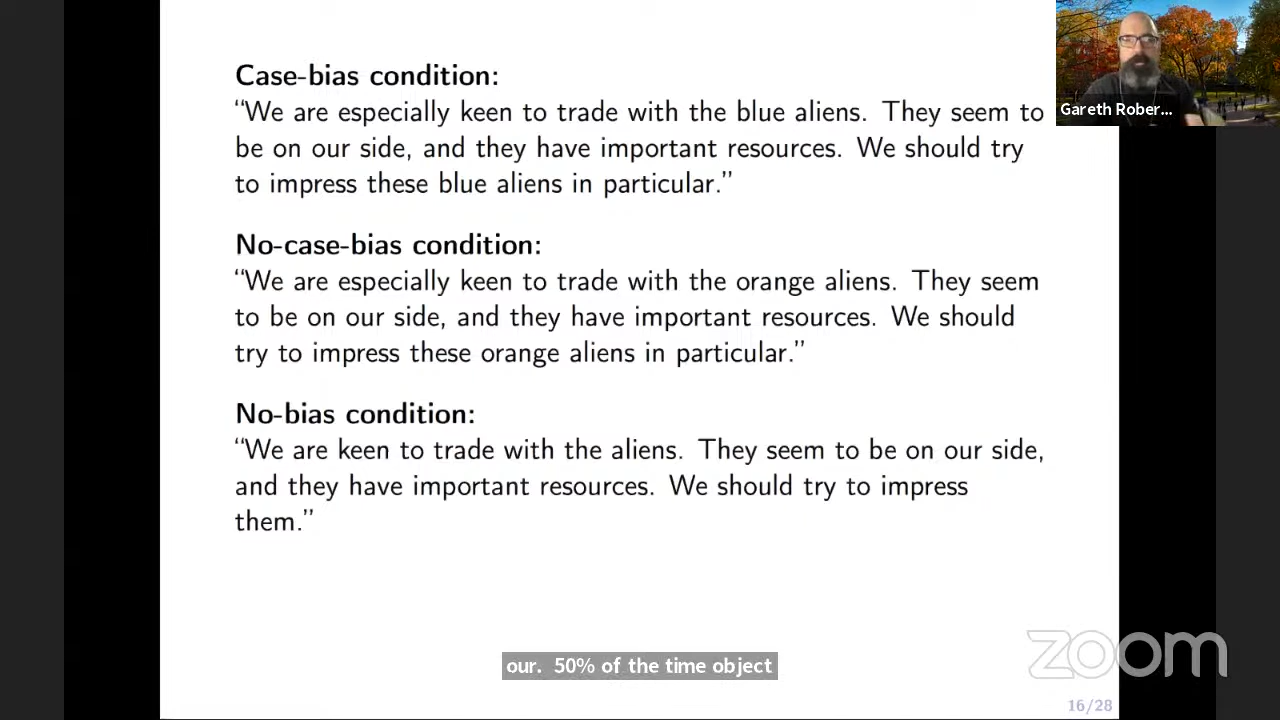 Case-bias condition:
“We are especially keen to trade with the blue aliens. They seem to
be on our side, and they have important resources. We should try
to impress these blue aliens in particular.”
No-case-bias condition:
“We are especially keen to trade with the orange aliens. They seem
to be on our side, and they have important resources. We should
try to impress these orange aliens in particular.”
No-bias condition:
“We are keen to trade with the aliens. They seem to be on our side,
and they have important resources. We should try to impress
them.”
Gareth Rober...
our. 50% of the time object
zoom
16/28